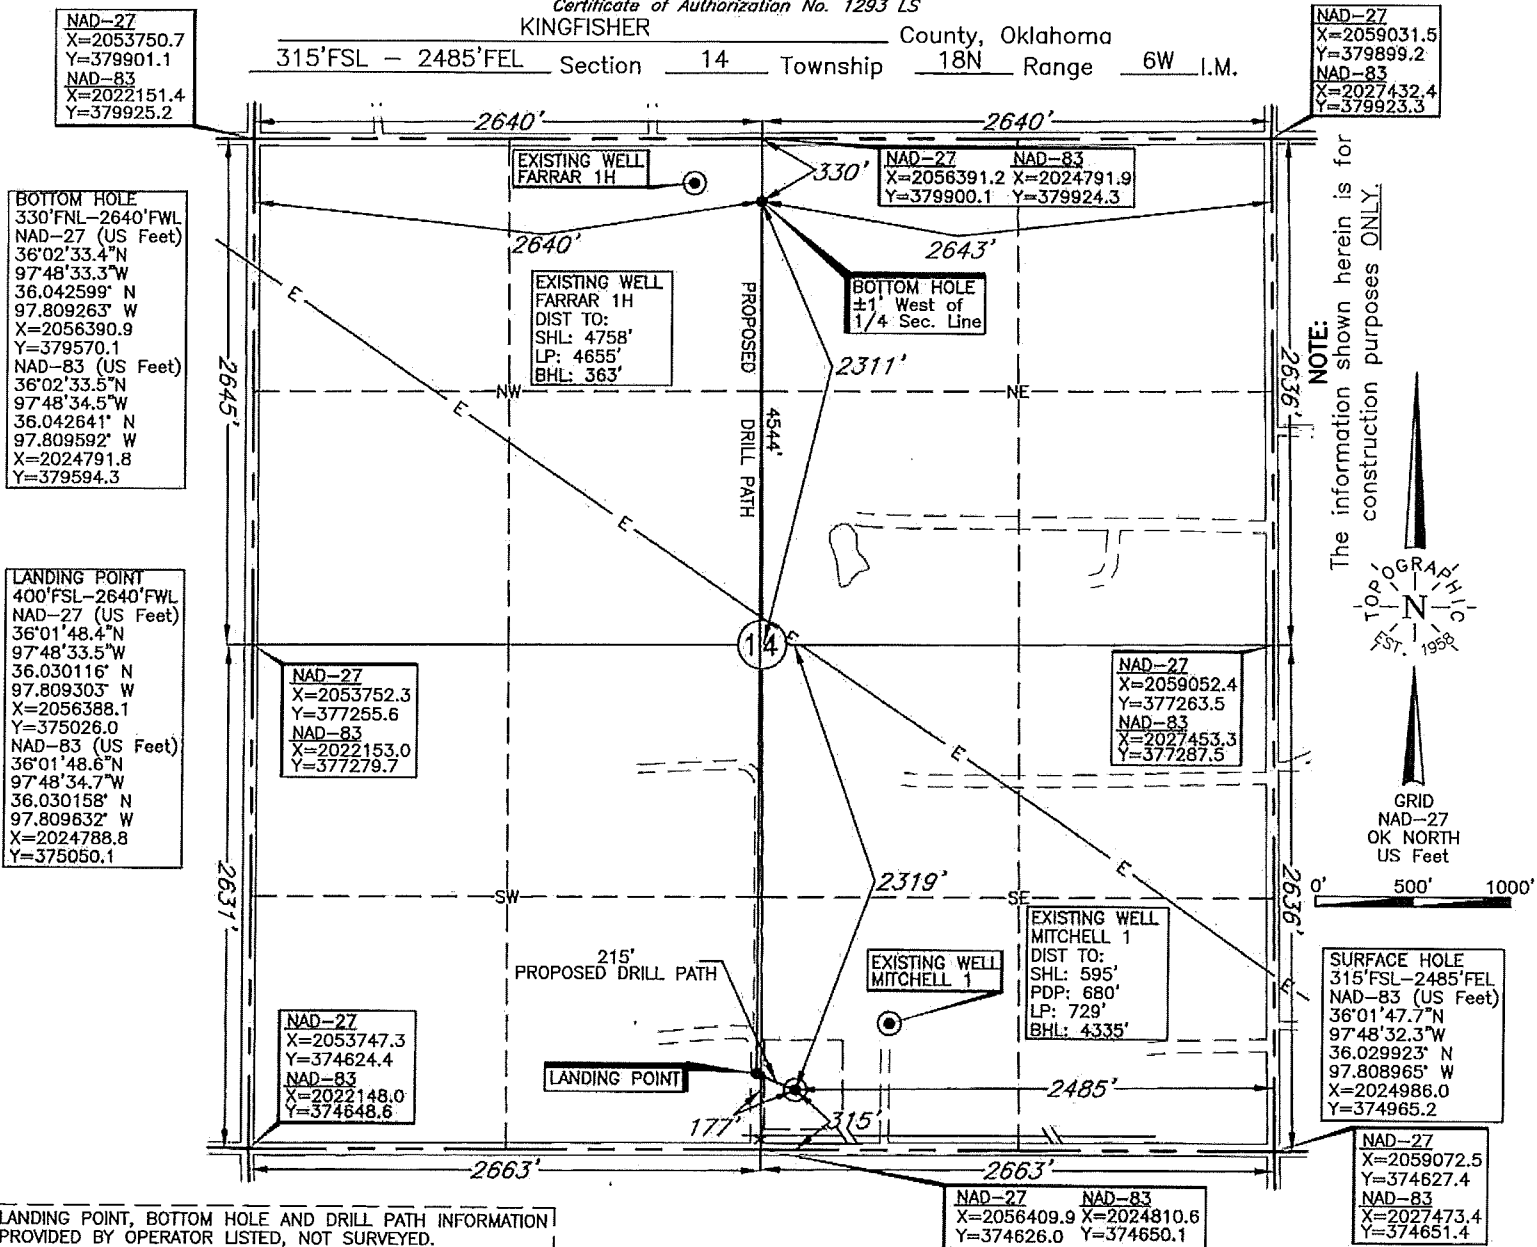 Certificate of Authorization No. 1293 LS
KINGFISHER County, Oklahoma
315'FSL - 2485'FEL Section 14 Township 18N Range 6W I.M.
NAD-27
X=2053750.7
Y=379901.1
NAD-83
X=2022151.4
Y=379925.2
NAD-27
X=2059031.5
Y=379899.2
NAD-83
X=2027432.4
Y=379923.3
2640'
2640'
EXISTING WELL
FARRAR 1H
330'
NAD-27 NAD-83
X=2056391.2 X=2024791.9
Y=379900.1 Y=379924.3
2640'
2643'
BOTTOM HOLE
330'FNL-2640'FWL
NAD-27 (US Feet)
36°02'33.4"N
97°48'33.3"W
36.042599° N
97.809263° W
X=2056390.9
Y=379570.1
NAD-83 (US Feet)
36°02'33.5"N
97°48'34.5"W
36.042641° N
97.809592° W
X=2024791.8
Y=379594.3
E
EXISTING WELL
FARRAR 1H
DIST TO:
SHL: 4758'
LP: 4655'
BHL: 363'
BOTTOM HOLE
±1' West of
1/4 Sec. Line
PROPOSED
4544'
DRILL PATH
2311'
2645'
2636'
NW
NE
E
E
NOTE:
The information shown herein is for
construction purposes ONLY.
TOPOGRAPHIC
N
EST. 1958
LANDING POINT
400'FSL-2640'FWL
NAD-27 (US Feet)
36°01'48.4"N
97°48'33.5"W
36.030116° N
97.809303° W
X=2056388.1
Y=375026.0
NAD-83 (US Feet)
36°01'48.6"N
97°48'34.7"W
36.030158° N
97.809632° W
X=2024788.8
Y=375050.1
14
E
NAD-27
X=2053752.3
Y=377255.6
NAD-83
X=2022153.0
Y=377279.7
NAD-27
X=2059052.4
Y=377263.5
NAD-83
X=2027453.3
Y=377287.5
E
GRID
NAD-27
OK NORTH
US Feet
0' 500' 1000'
2631'
2636'
2319'
E
SW
SE
215'
PROPOSED DRILL PATH
EXISTING WELL
MITCHELL 1
EXISTING WELL
MITCHELL 1
DIST TO:
SHL: 595'
PDP: 680'
LP: 729'
BHL: 4335'
E
SURFACE HOLE
315'FSL-2485'FEL
NAD-83 (US Feet)
36°01'47.7"N
97°48'32.3"W
36.029923° N
97.808965° W
X=2024986.0
Y=374965.2
NAD-27
X=2053747.3
Y=374624.4
NAD-83
X=2022148.0
Y=374648.6
LANDING POINT
2485'
177'
315'
2663'
2663'
NAD-27
X=2059072.5
Y=374627.4
NAD-83
X=2027473.4
Y=374651.4
NAD-27 NAD-83
X=2056409.9 X=2024810.6
Y=374626.0 Y=374650.1
LANDING POINT, BOTTOM HOLE AND DRILL PATH INFORMATION
PROVIDED BY OPERATOR LISTED, NOT SURVEYED.